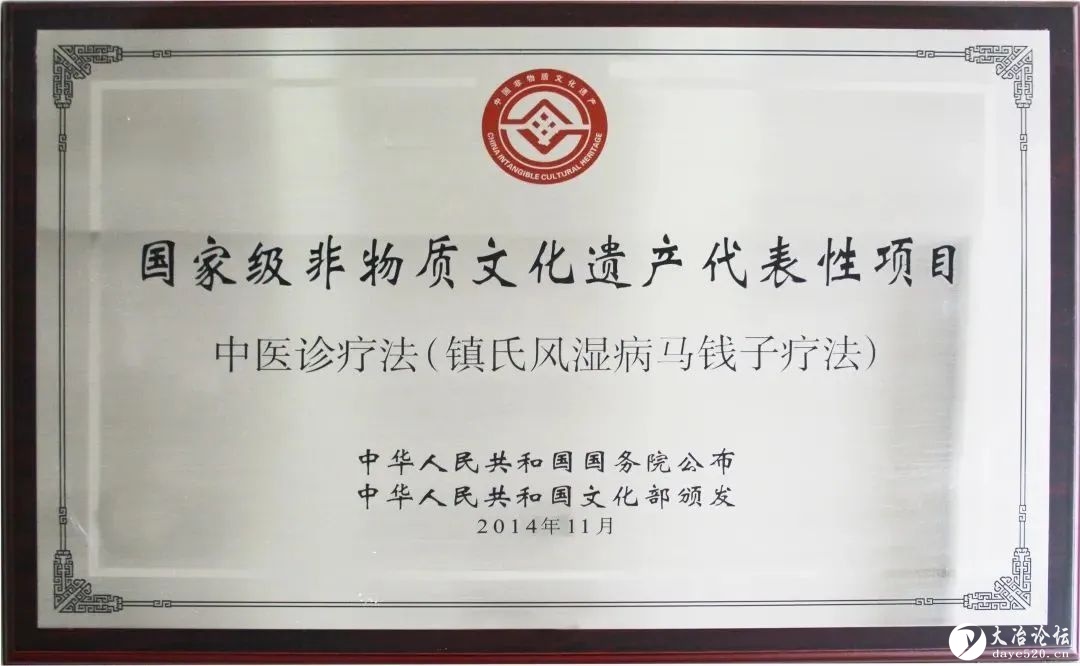 中国非物质文化遗产
CHINA INTANGIBLE CULTURAL HERITAGE
国家级非物质文化遗产代表性项目
中医诊疗法（镇氏风湿病马钱子疗法）
中华人民共和国国务院公布
中华人民共和国文化部颁发
2014年11月
大冶论坛
daye520.cn